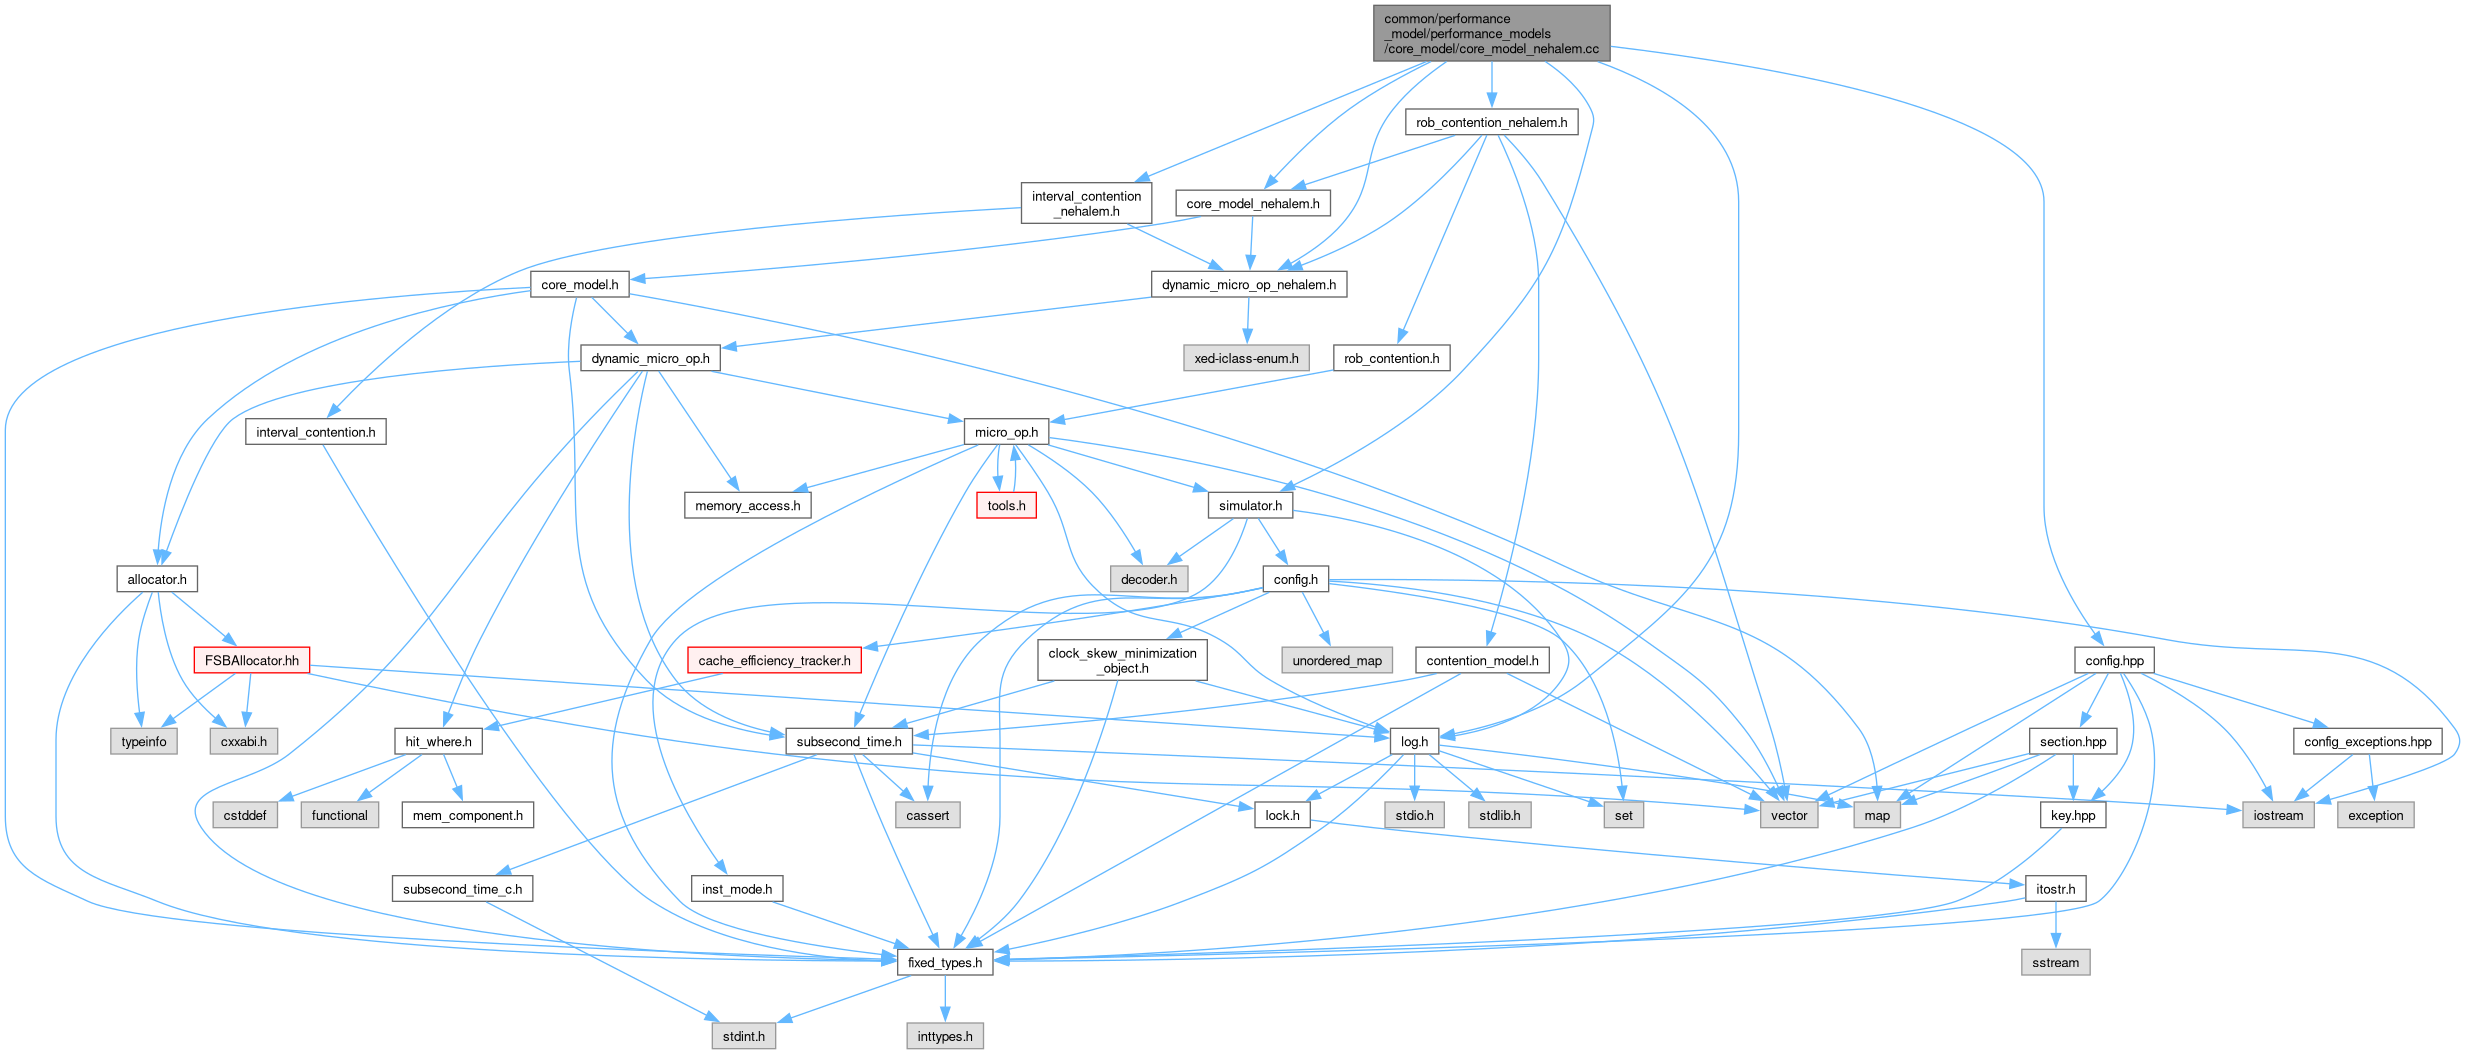 common/performance
_model/performance_models
/core_model/core_model_nehalem.cc
rob_contention_nehalem.h
interval_contention
_nehalem.h
core_model_nehalem.h
core_model.h
dynamic_micro_op_nehalem.h
dynamic_micro_op.h
xed-iclass-enum.h
rob_contention.h
interval_contention.h
micro_op.h
memory_access.h
tools.h
simulator.h
allocator.h
decoder.h
config.h
FSBAllocator.hh
cache_efficiency_tracker.h
clock_skew_minimization
_object.h
unordered_map
contention_model.h
config.hpp
typeinfo
cxxabi.h
hit_where.h
subsecond_time.h
log.h
section.hpp
config_exceptions.hpp
cstddef
functional
mem_component.h
cassert
lock.h
stdio.h
stdlib.h
set
vector
map
key.hpp
iostream
exception
subsecond_time_c.h
inst_mode.h
itostr.h
fixed_types.h
sstream
stdint.h
inttypes.h